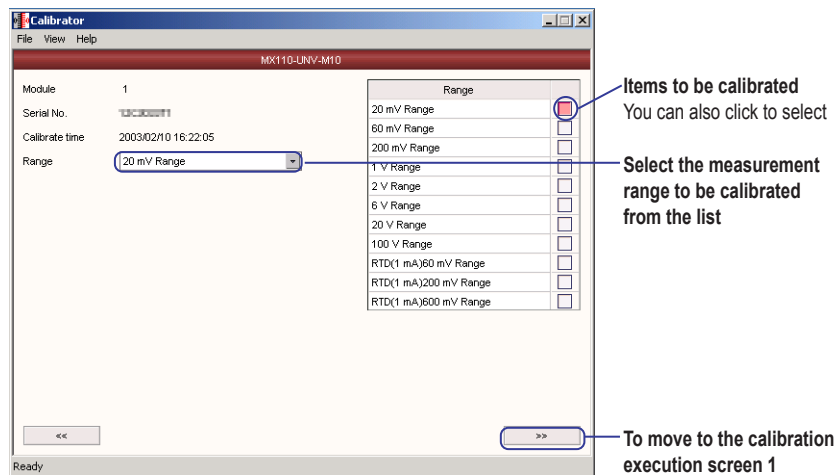 Calibrator
File View Help
MX110-UNV-M10
Module 1
Serial No.
Calibrate time 2003/02/10 16:22:05
Range 20 mV Range
Range
20 mV Range
60 mV Range
200 mV Range
1 V Range
2 V Range
6 V Range
20 V Range
100 V Range
RTD(1 mA)60 mV Range
RTD(1 mA)200 mV Range
RTD(1 mA)600 mV Range
<<
>>
Ready
Items to be calibrated
You can also click to select
Select the measurement
range to be calibrated
from the list
To move to the calibration
execution screen 1